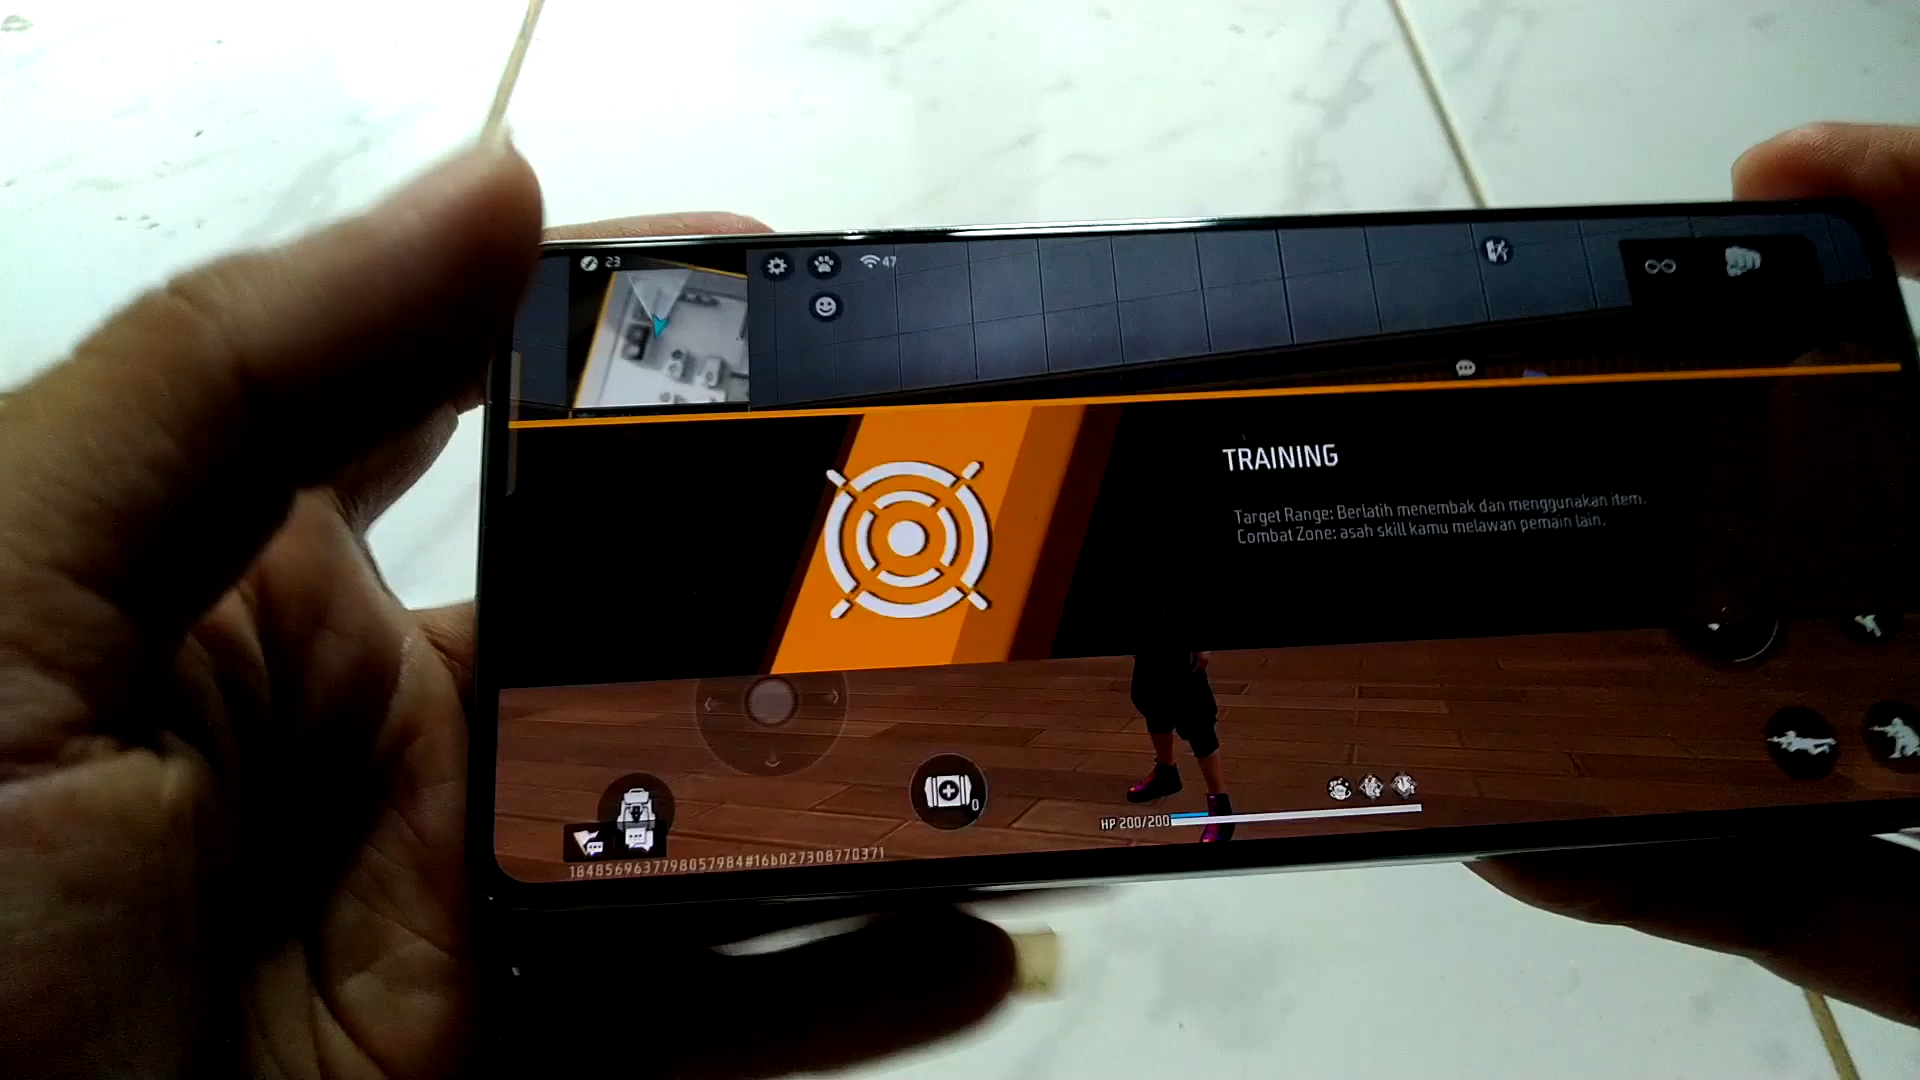 23
47
TRAINING
Target Range: Berlatih menembak dan menggunakan item.
Combat Zone: asah skill kamu melawan pemain lain.
0
HP 200/200
1848569637798057984#16b027308770371